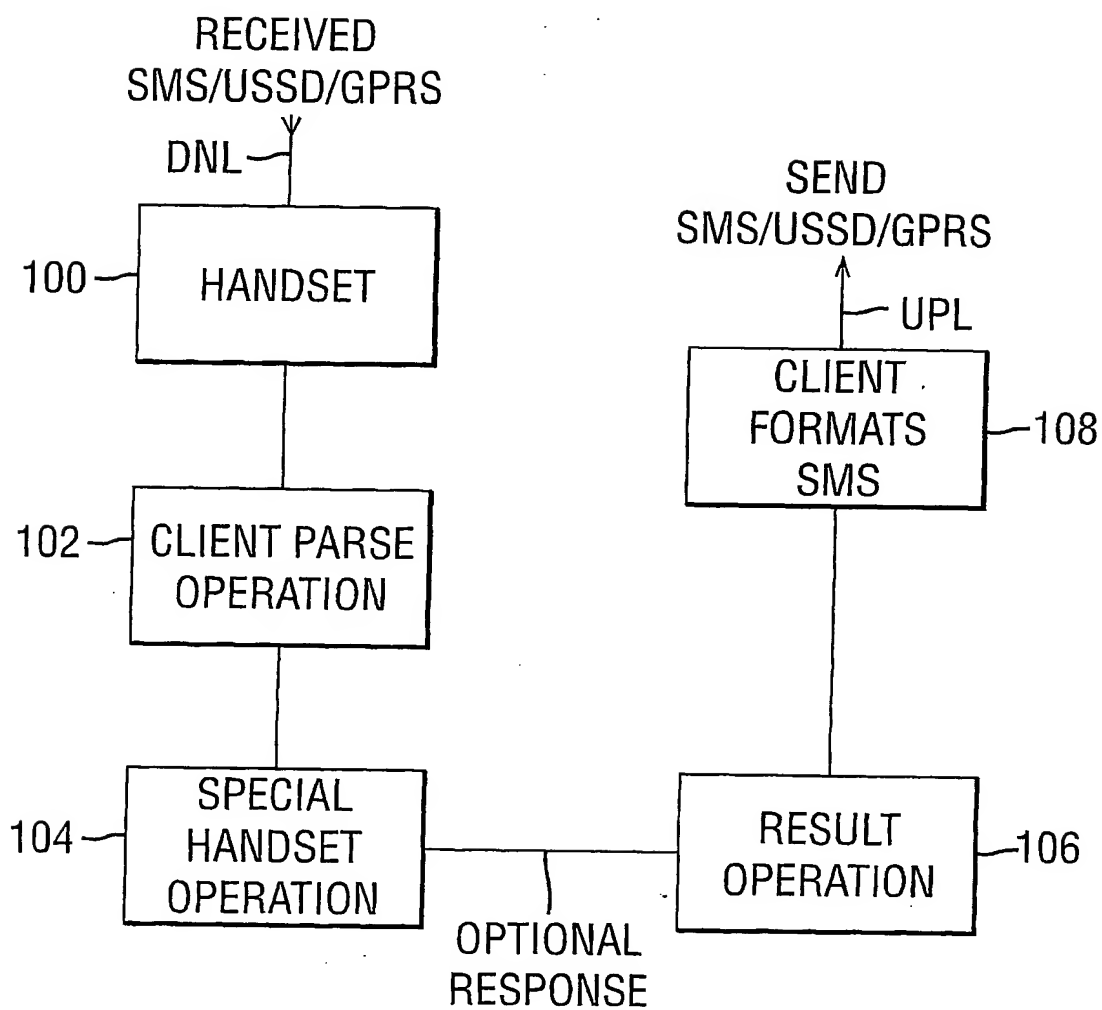 RECEIVED
SMS/USSD/GPRS
DNL
100
HANDSET
102
CLIENT PARSE
OPERATION
104
SPECIAL
HANDSET
OPERATION
OPTIONAL
RESPONSE
RESULT
OPERATION
106
CLIENT
FORMATS
SMS
108
UPL
SEND
SMS/USSD/GPRS